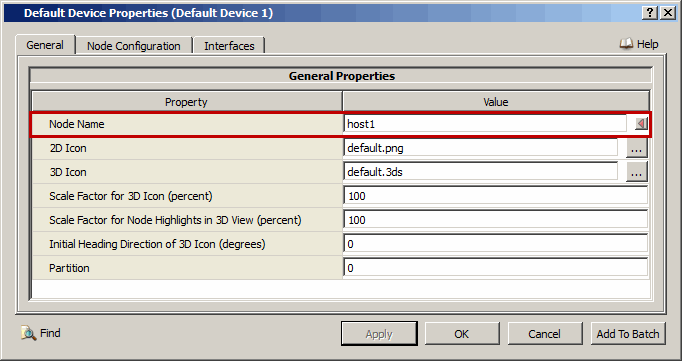 Default Device Properties (Default Device 1)
General Node Configuration Interfaces Help
General Properties
Property Value
Node Name host1
2D Icon default.png ...
3D Icon default.3ds ...
Scale Factor for 3D Icon (percent) 100
Scale Factor for Node Highlights in 3D View (percent) 100
Initial Heading Direction of 3D Icon (degrees) 0
Partition 0
Find Apply OK Cancel Add To Batch